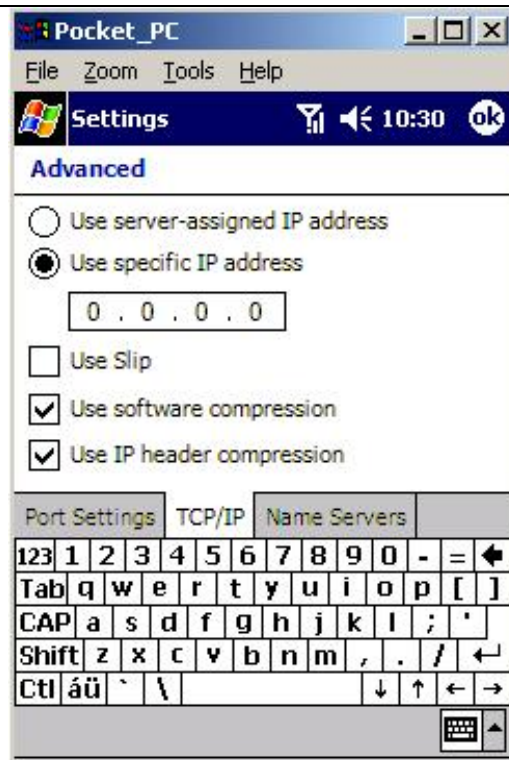 Pocket_PC
File Zoom Tools Help
Settings 10:30 ok
Advanced
Use server-assigned IP address
Use specific IP address
0 . 0 . 0 . 0
Use Slip
Use software compression
Use IP header compression
Port Settings TCP/IP Name Servers
123 1 2 3 4 5 6 7 8 9 0 - = ←
Tab q w e r t y u i o p [ ]
CAP a s d f g h j k l ; '
Shift z x c v b n m , . / ↵
Ctl áü ` \ ↓ ↑ ← →